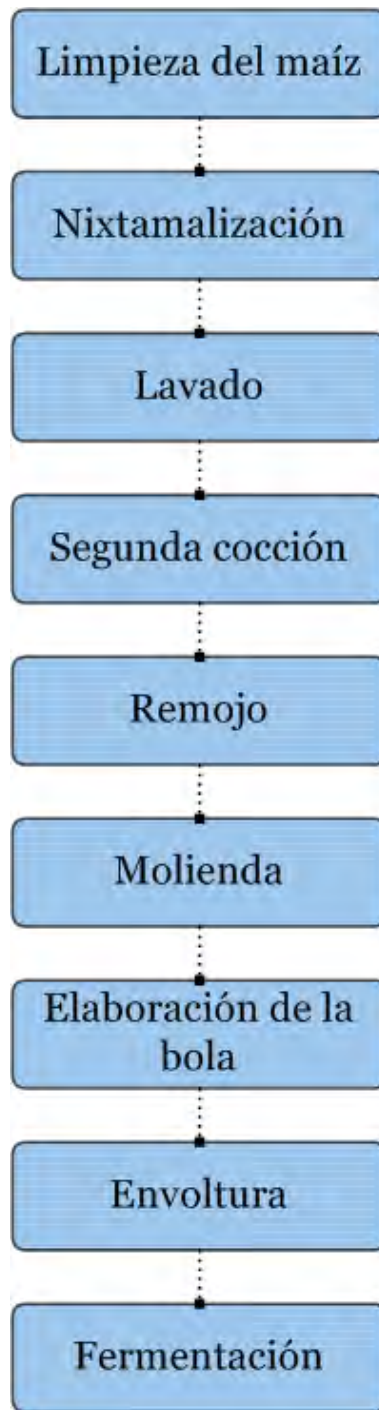 Limpieza del maíz
Nixtamalización
Lavado
Segunda cocción
Remojo
Molienda
Elaboración de la
bola
Envoltura
Fermentación